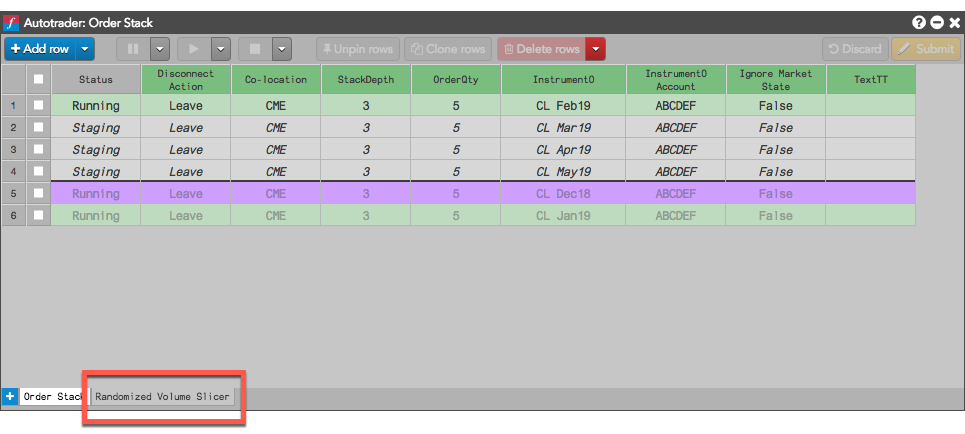 f Autotrader: Order Stack
+ Add row Unpin rows Clone rows Delete rows Discard Submit
Status Disconnect Action Co-location StackDepth OrderQty Instrument0 Instrument0 Account Ignore Market State TextTT
1 Running Leave CME 3 5 CL Feb19 ABCDEF False
2 Staging Leave CME 3 5 CL Mar19 ABCDEF False
3 Staging Leave CME 3 5 CL Apr19 ABCDEF False
4 Staging Leave CME 3 5 CL May19 ABCDEF False
5 Running Leave CME 3 5 CL Dec18 ABCDEF False
6 Running Leave CME 3 5 CL Jan19 ABCDEF False
+ Order Stack Randomized Volume Slicer